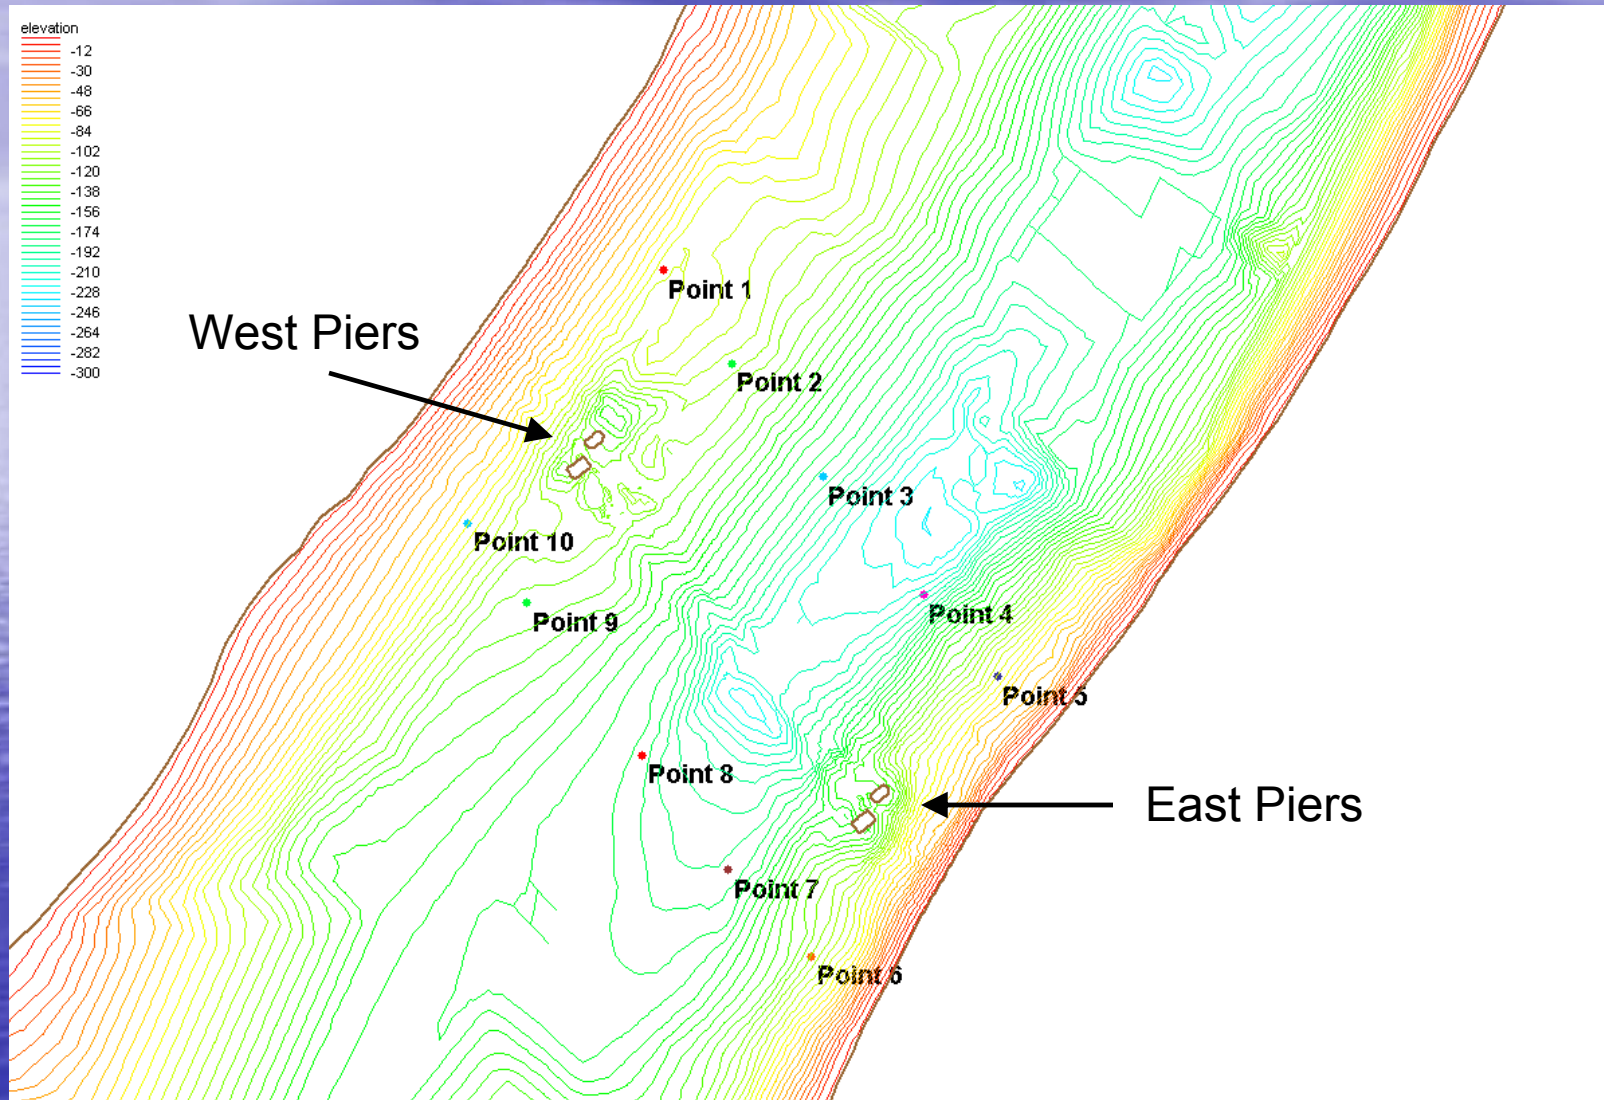 elevation
-12
-30
-48
-66
-84
-102
-120
-138
-156
-174
-192
-210
-228
-246
-264
-282
-300
Point 1
West Piers
Point 2
Point 3
Point 10
Point 4
Point 9
Point 5
Point 8
East Piers
Point 7
Point 6